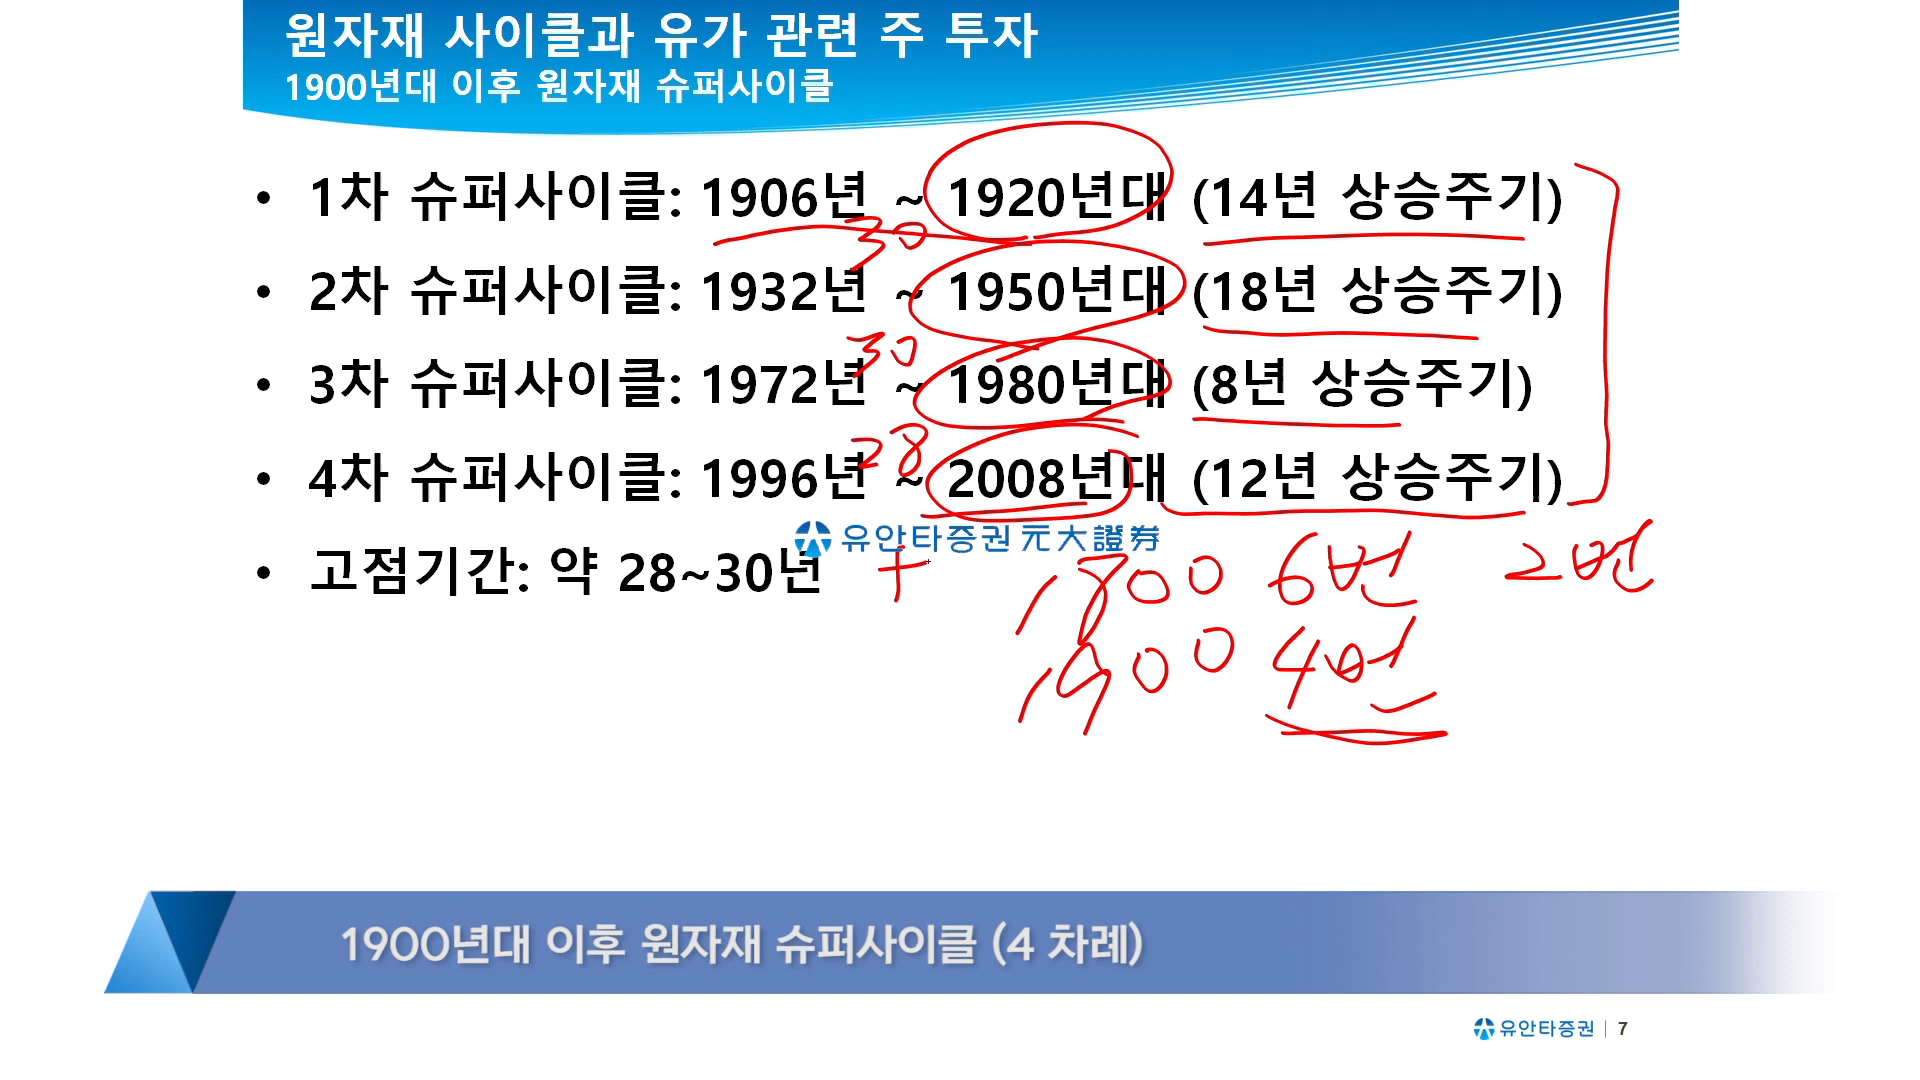 원자재 사이클과 유가 관련 주 투자
1900년대 이후 원자재 슈퍼사이클
• 1차 슈퍼사이클: 1906년 ~ 1920년대 (14년 상승주기)
30
• 2차 슈퍼사이클: 1932년 ~ 1950년대 (18년 상승주기)
30
• 3차 슈퍼사이클: 1972년 ~ 1980년대 (8년 상승주기)
28
• 4차 슈퍼사이클: 1996년 ~ 2008년대 (12년 상승주기)
유안타증권 元大證券
• 고점기간: 약 28~30년 +
1800 6번 2번
1900 4번
1900년대 이후 원자재 슈퍼사이클 (4 차례)
유안타증권 | 7